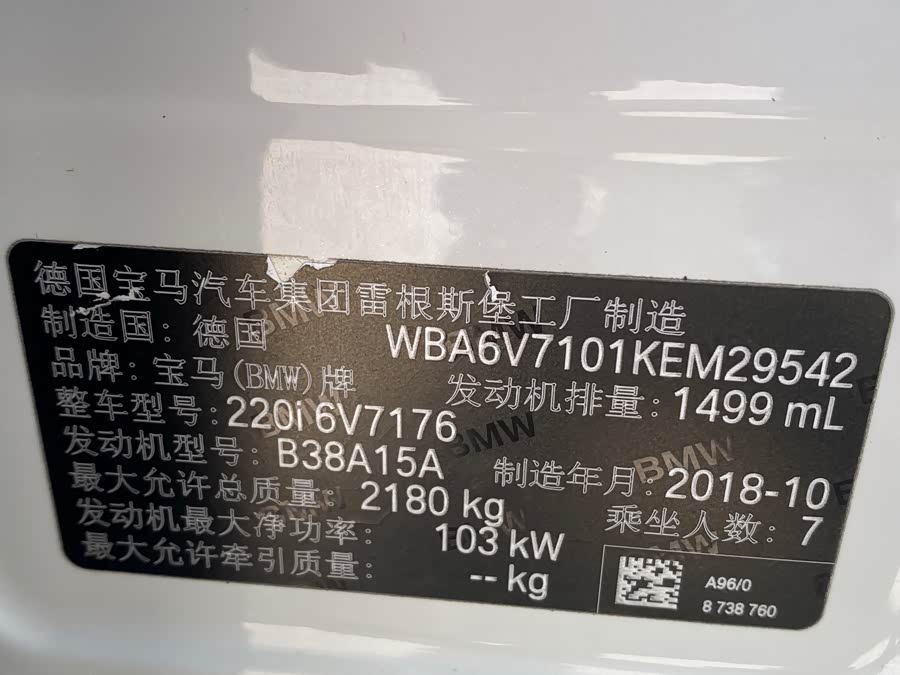 德国宝马汽车集团雷根斯堡工厂制造
制造国: 德国 WBA6V7101KEM29542
品牌: 宝马(BMW)牌 发动机排量: 1499 mL
整车型号: 220i 6V7176
发动机型号: B38A15A 制造年月: 2018-10
最大允许总质量: 2180 kg 乘坐人数: 7
发动机最大净功率: 103 kW
最大允许牵引质量: -- kg
A96/0
8 738 760